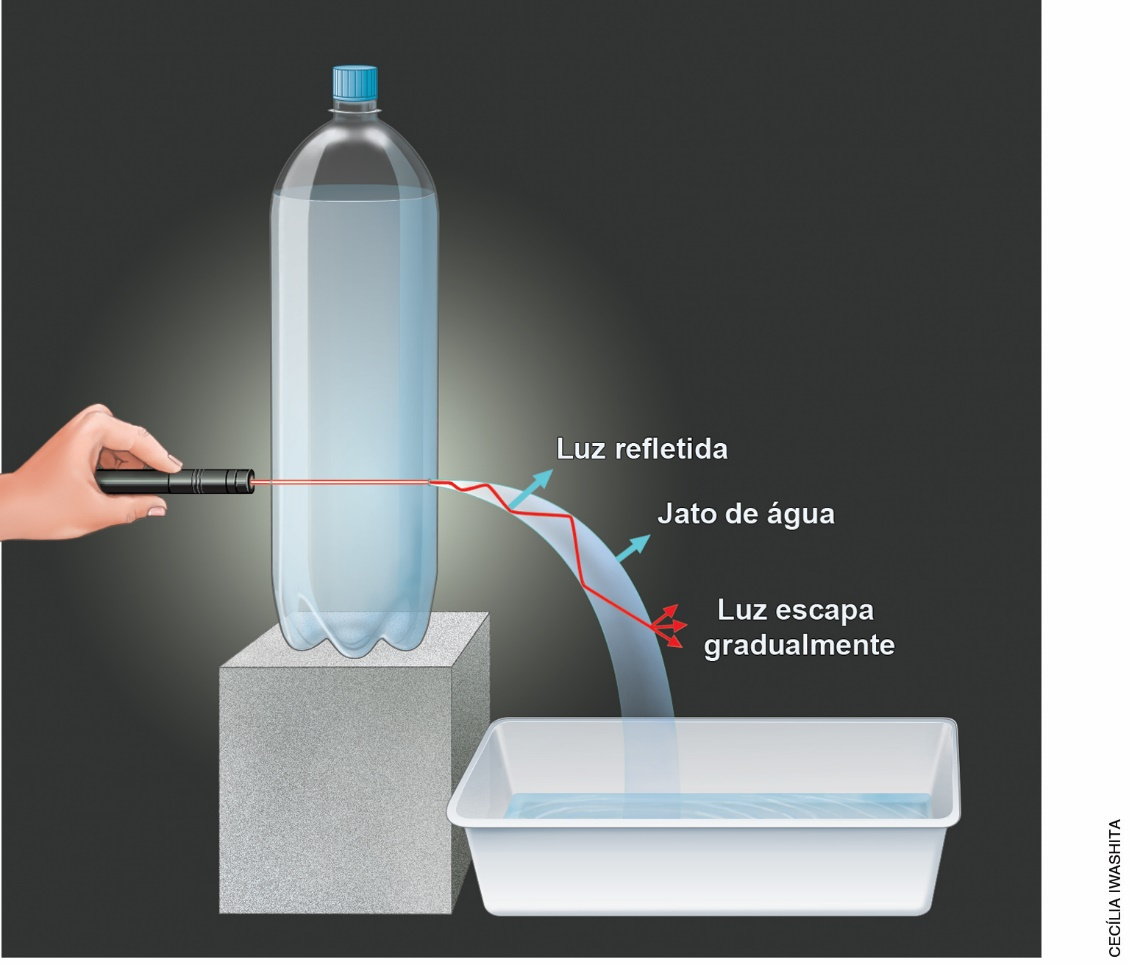 Luz refletida
Jato de água
Luz escapa
gradualmente
CECÍLIA IWASHITA